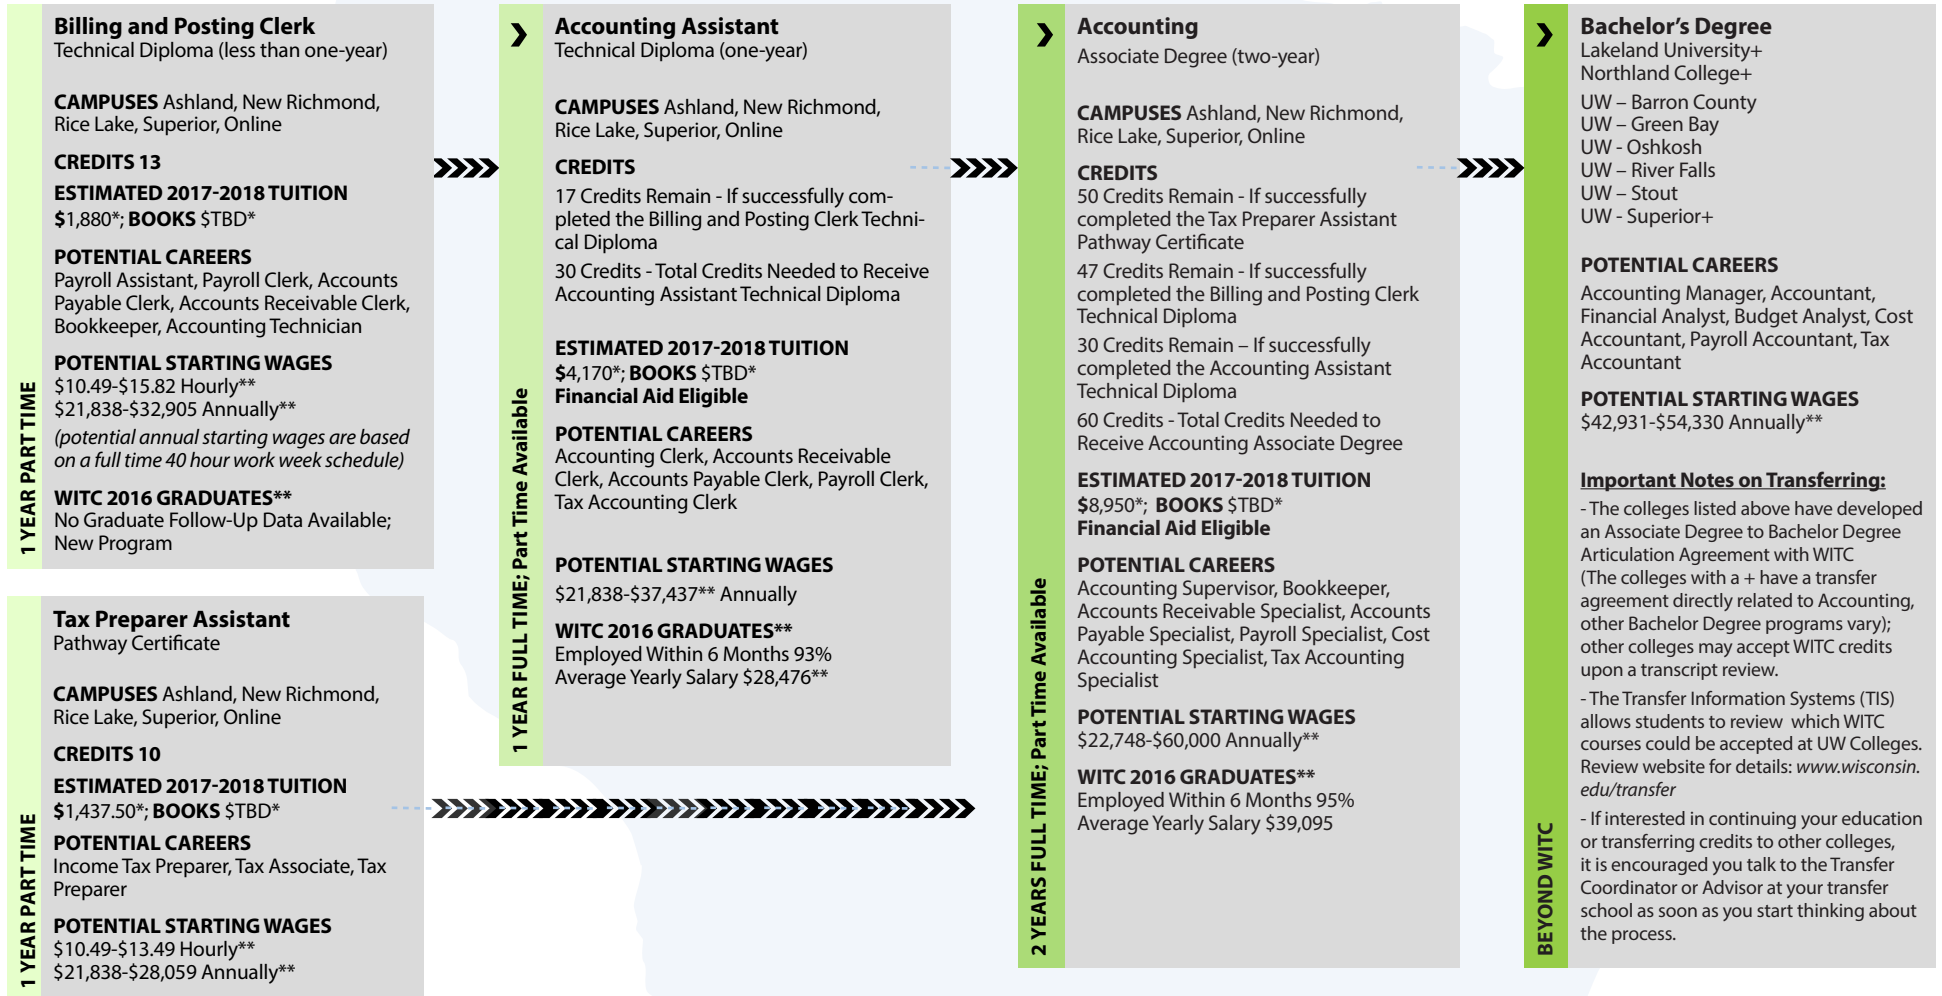 Billing and Posting Clerk
Technical Diploma (less than one-year)
CAMPUSES Ashland, New Richmond,
Rice Lake, Superior, Online
CREDITS 13
ESTIMATED 2017-2018 TUITION
$1,880*; BOOKS $TBD*
POTENTIAL CAREERS
Payroll Assistant, Payroll Clerk, Accounts
Payable Clerk, Accounts Receivable Clerk,
Bookkeeper, Accounting Technician
POTENTIAL STARTING WAGES
$10.49-$15.82 Hourly**
$21,838-$32,905 Annually**
(potential annual starting wages are based
on a full time 40 hour work week schedule)
WITC 2016 GRADUATES**
No Graduate Follow-Up Data Available;
New Program
1 YEAR PART TIME
Tax Preparer Assistant
Pathway Certificate
CAMPUSES Ashland, New Richmond,
Rice Lake, Superior, Online
CREDITS 10
ESTIMATED 2017-2018 TUITION
$1,437.50*; BOOKS $TBD*
POTENTIAL CAREERS
Income Tax Preparer, Tax Associate, Tax
Preparer
POTENTIAL STARTING WAGES
$10.49-$13.49 Hourly**
$21,838-$28,059 Annually**
1 YEAR PART TIME
Accounting Assistant
Technical Diploma (one-year)
CAMPUSES Ashland, New Richmond,
Rice Lake, Superior, Online
CREDITS
17 Credits Remain - If successfully com-
pleted the Billing and Posting Clerk Techni-
cal Diploma
30 Credits - Total Credits Needed to Receive
Accounting Assistant Technical Diploma
ESTIMATED 2017-2018 TUITION
$4,170*; BOOKS $TBD*
Financial Aid Eligible
POTENTIAL CAREERS
Accounting Clerk, Accounts Receivable
Clerk, Accounts Payable Clerk, Payroll Clerk,
Tax Accounting Clerk
POTENTIAL STARTING WAGES
$21,838-$37,437** Annually
WITC 2016 GRADUATES**
Employed Within 6 Months 93%
Average Yearly Salary $28,476**
1 YEAR FULL TIME; Part Time Available
Accounting
Associate Degree (two-year)
CAMPUSES Ashland, New Richmond,
Rice Lake, Superior, Online
CREDITS
50 Credits Remain - If successfully
completed the Tax Preparer Assistant
Pathway Certificate
47 Credits Remain - If successfully
completed the Billing and Posting Clerk
Technical Diploma
30 Credits Remain – If successfully
completed the Accounting Assistant
Technical Diploma
60 Credits - Total Credits Needed to
Receive Accounting Associate Degree
ESTIMATED 2017-2018 TUITION
$8,950*; BOOKS $TBD*
Financial Aid Eligible
POTENTIAL CAREERS
Accounting Supervisor, Bookkeeper,
Accounts Receivable Specialist, Accounts
Payable Specialist, Payroll Specialist, Cost
Accounting Specialist, Tax Accounting
Specialist
POTENTIAL STARTING WAGES
$22,748-$60,000 Annually**
WITC 2016 GRADUATES**
Employed Within 6 Months 95%
Average Yearly Salary $39,095
2 YEARS FULL TIME; Part Time Available
Bachelor’s Degree
Lakeland University+
Northland College+
UW – Barron County
UW – Green Bay
UW - Oshkosh
UW – River Falls
UW – Stout
UW - Superior+
POTENTIAL CAREERS
Accounting Manager, Accountant,
Financial Analyst, Budget Analyst, Cost
Accountant, Payroll Accountant, Tax
Accountant
POTENTIAL STARTING WAGES
$42,931-$54,330 Annually**
Important Notes on Transferring:
- The colleges listed above have developed
an Associate Degree to Bachelor Degree
Articulation Agreement with WITC
(The colleges with a + have a transfer
agreement directly related to Accounting,
other Bachelor Degree programs vary);
other colleges may accept WITC credits
upon a transcript review.
- The Transfer Information Systems (TIS)
allows students to review which WITC
courses could be accepted at UW Colleges.
Review website for details: www.wisconsin.
edu/transfer
- If interested in continuing your education
or transferring credits to other colleges,
it is encouraged you talk to the Transfer
Coordinator or Advisor at your transfer
school as soon as you start thinking about
the process.
BEYOND WITC